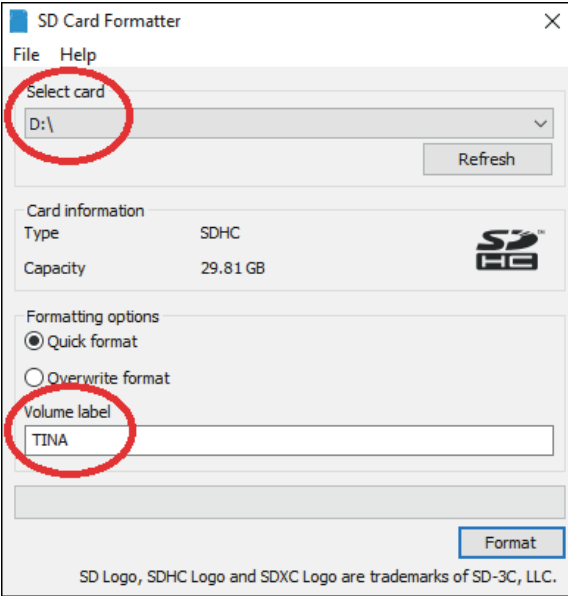 SD Card Formatter
File Help
Select card
D:\
Refresh
Card information
Type SDHC
Capacity 29.81 GB
SD HC
Formatting options
Quick format
Overwrite format
Volume label
TINA
Format
SD Logo, SDHC Logo and SDXC Logo are trademarks of SD-3C, LLC.